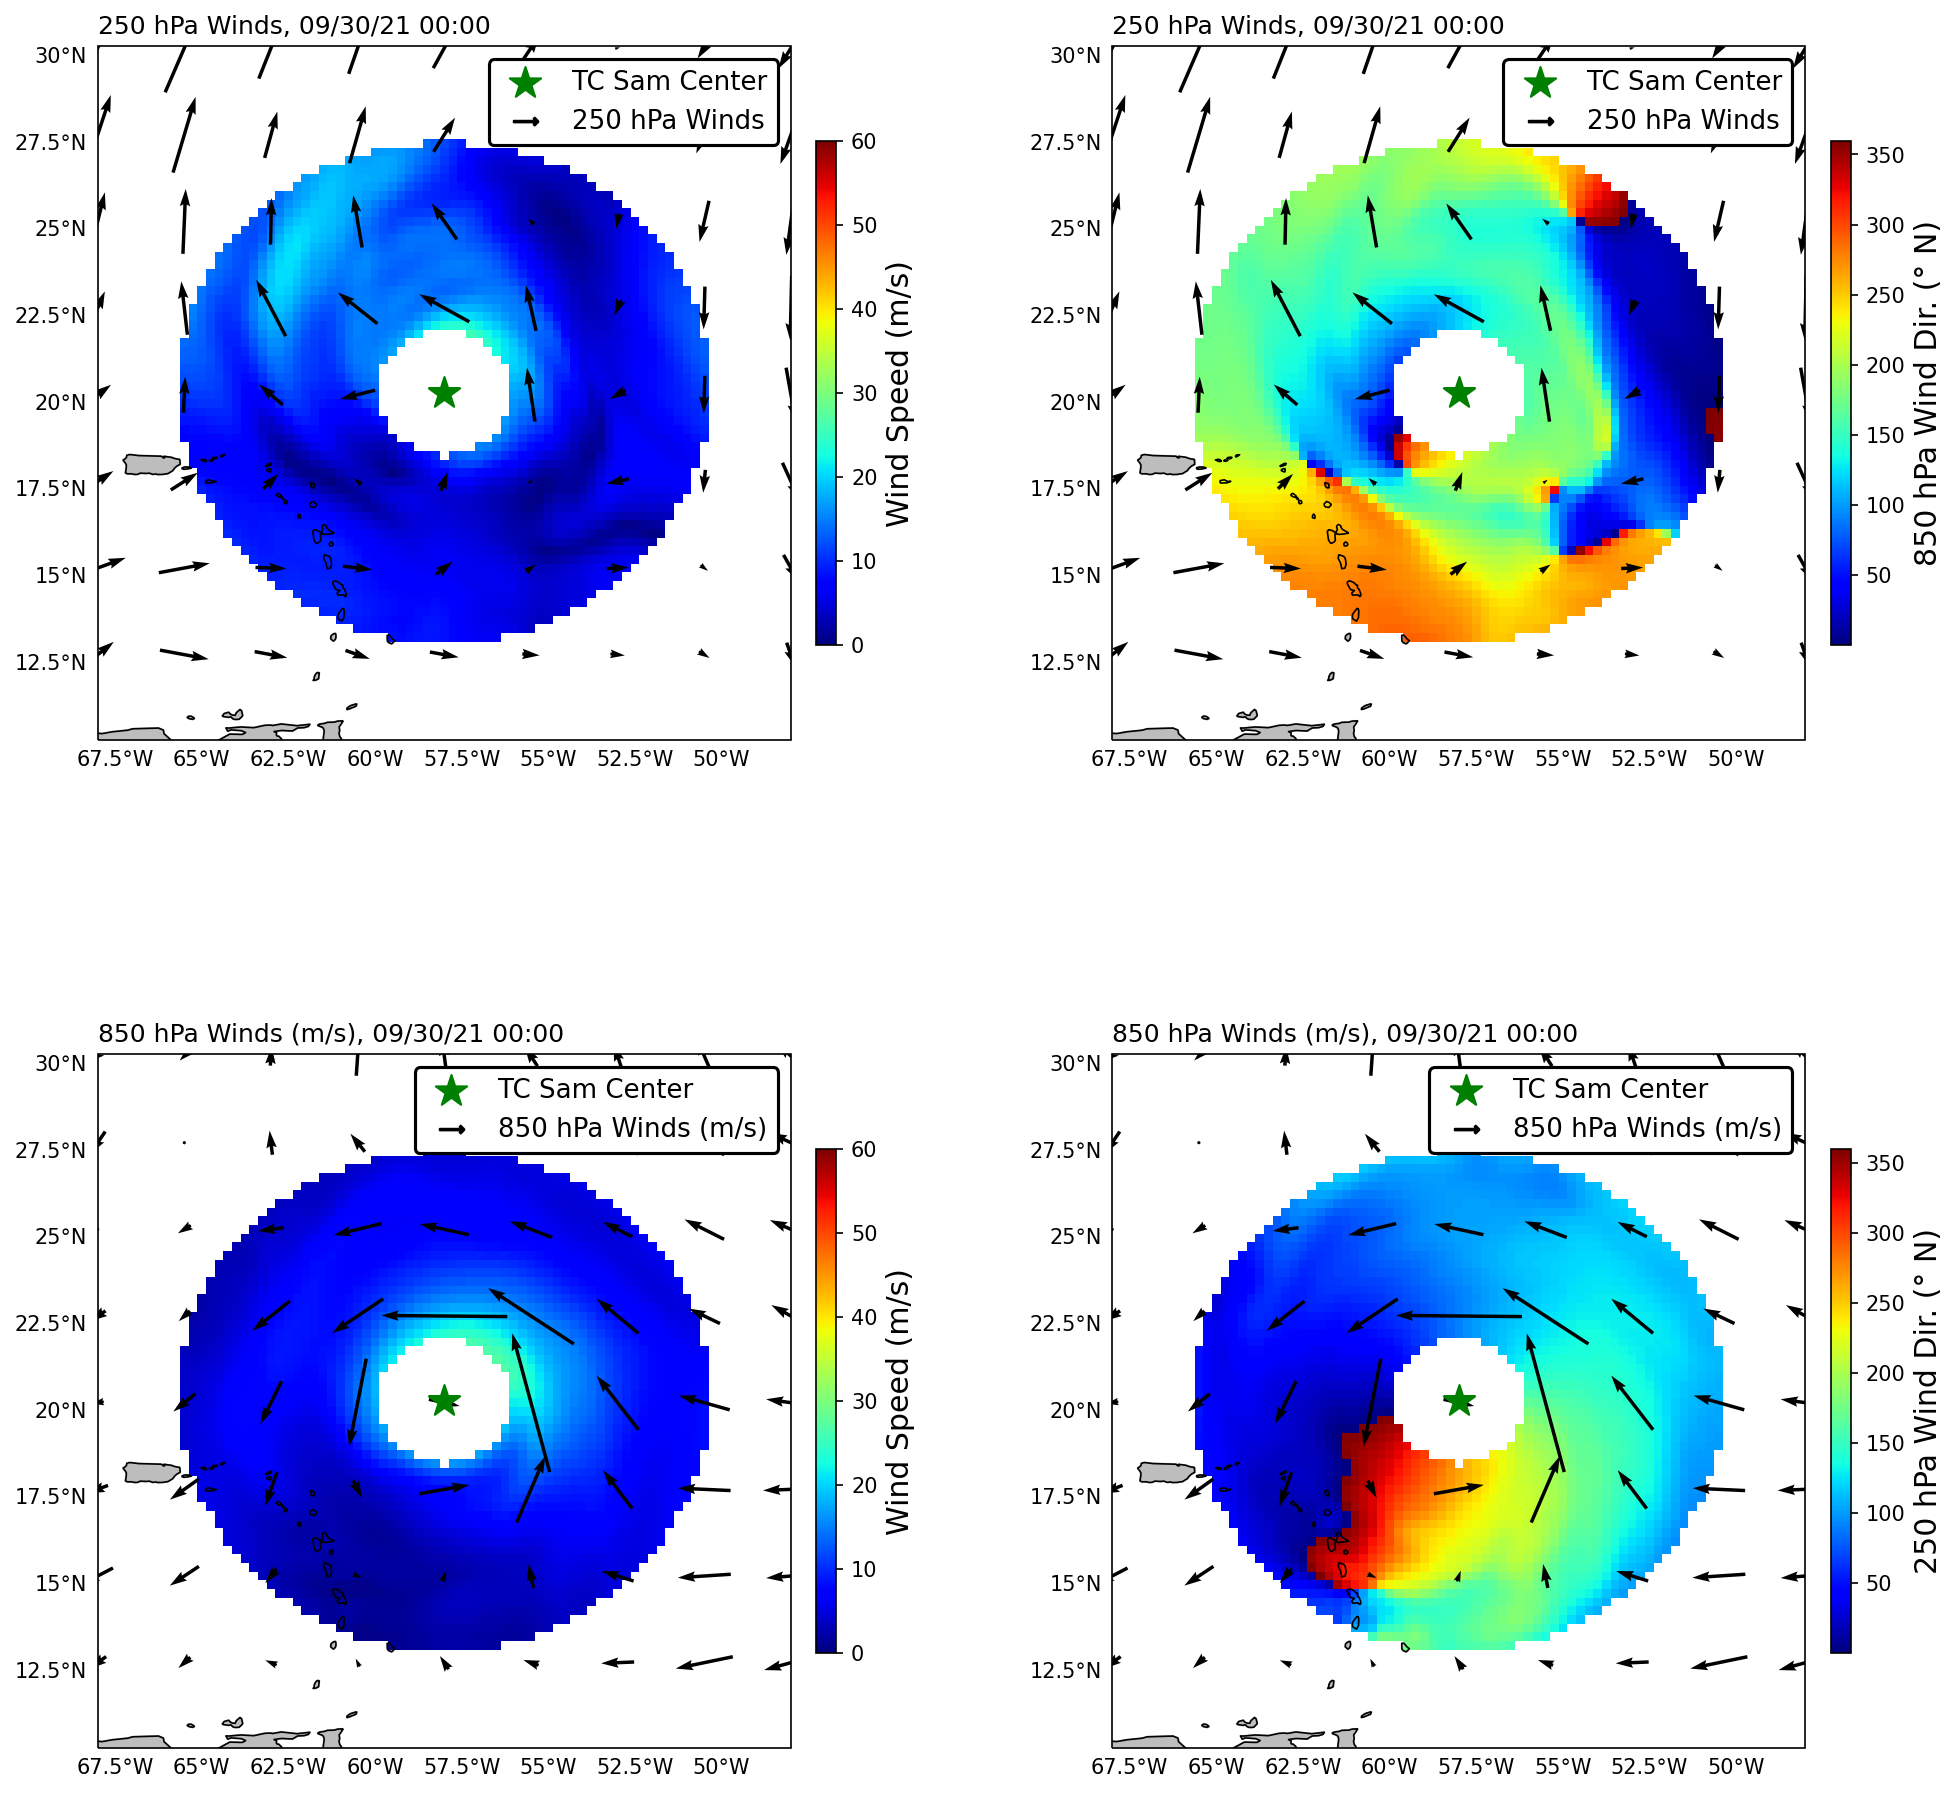 250 hPa Winds, 09/30/21 00:00
30°N
27.5°N
25°N
22.5°N
20°N
17.5°N
15°N
12.5°N
67.5°W 65°W 62.5°W 60°W 57.5°W 55°W 52.5°W 50°W
TC Sam Center
250 hPa Winds
60
50
40
30
20
10
0
Wind Speed (m/s)
250 hPa Winds, 09/30/21 00:00
30°N
27.5°N
25°N
22.5°N
20°N
17.5°N
15°N
12.5°N
67.5°W 65°W 62.5°W 60°W 57.5°W 55°W 52.5°W 50°W
TC Sam Center
250 hPa Winds
350
300
250
200
150
100
50
850 hPa Wind Dir. (° N)
850 hPa Winds (m/s), 09/30/21 00:00
30°N
27.5°N
25°N
22.5°N
20°N
17.5°N
15°N
12.5°N
67.5°W 65°W 62.5°W 60°W 57.5°W 55°W 52.5°W 50°W
TC Sam Center
850 hPa Winds (m/s)
60
50
40
30
20
10
0
Wind Speed (m/s)
850 hPa Winds (m/s), 09/30/21 00:00
30°N
27.5°N
25°N
22.5°N
20°N
17.5°N
15°N
12.5°N
67.5°W 65°W 62.5°W 60°W 57.5°W 55°W 52.5°W 50°W
TC Sam Center
850 hPa Winds (m/s)
350
300
250
200
150
100
50
250 hPa Wind Dir. (° N)